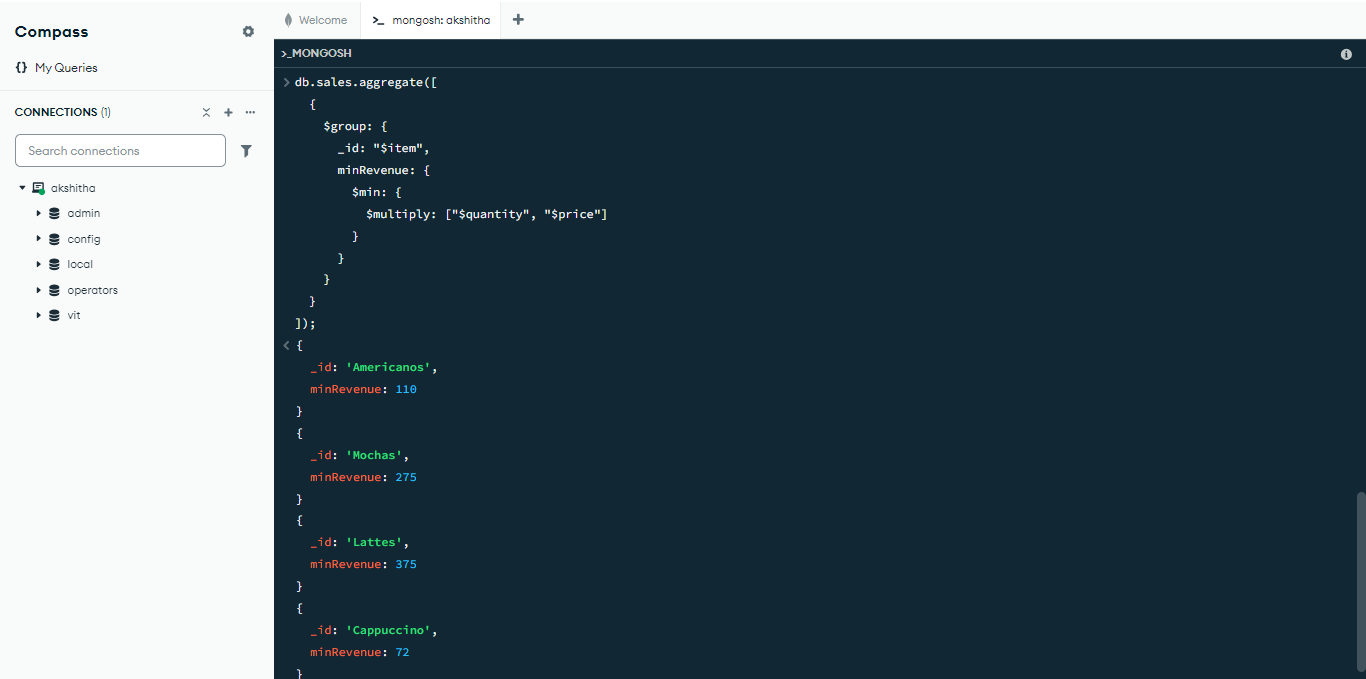 Compass
{} My Queries
CONNECTIONS (1)
Search connections
akshitha
admin
config
local
operators
vit
Welcome
>_ mongosh: akshitha
>_MONGOSH
> db.sales.aggregate([
{
$group: {
_id: "$item",
minRevenue: {
$min: {
$multiply: ["$quantity", "$price"]
}
}
}
}
]);
< {
_id: 'Americanos',
minRevenue: 110
}
{
_id: 'Mochas',
minRevenue: 275
}
{
_id: 'Lattes',
minRevenue: 375
}
{
_id: 'Cappuccino',
minRevenue: 72
}